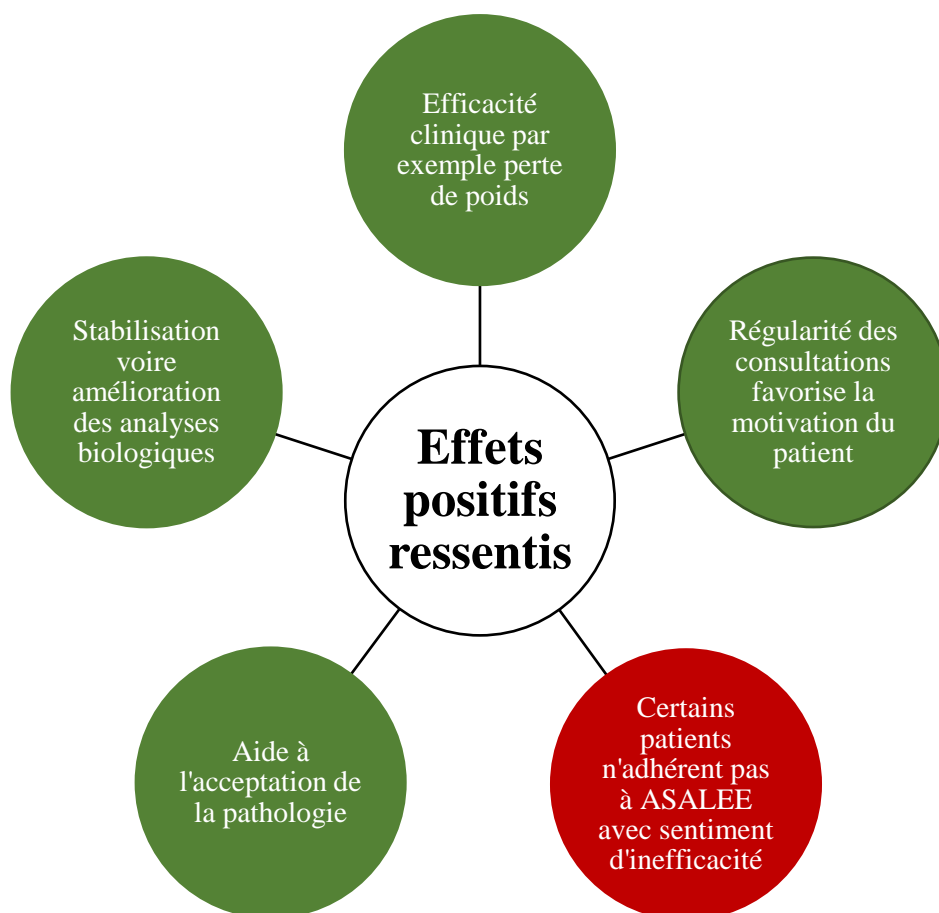 Efficacité
clinique par
exemple perte
de poids
Stabilisation
voire
amélioration
des analyses
biologiques
Régularité des
consultations
favorise la
motivation du
patient
Effets
positifs
ressentis
Aide à
l'acceptation de
la pathologie
Certains
patients
n'adhérent pas
à ASALEE
avec sentiment
d'inefficacité